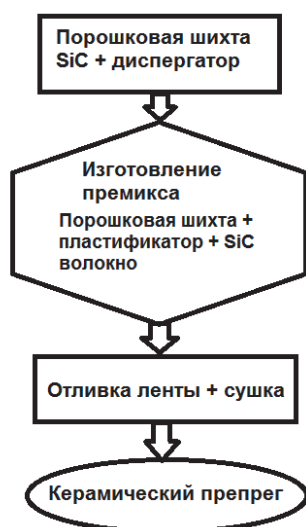 Порошковая шихта
SiC + диспергатор
Изготовление
премикса
Порошковая шихта +
пластификатор + SiC
волокно
Отливка ленты + сушка
Керамический препрег